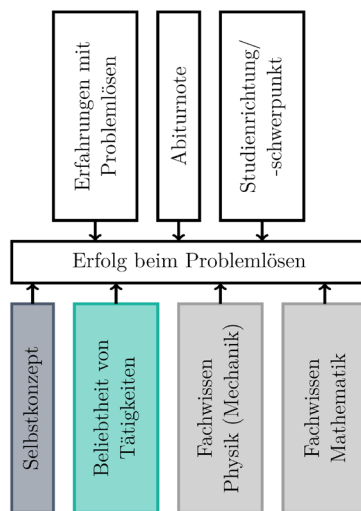 Erfahrungen mit
Problemlösen
Abiturnote
Studienrichtung/
-schwerpunkt
Erfolg beim Problemlösen
Selbstkonzept
Beliebtheit von
Tätigkeiten
Fachwissen
Physik (Mechanik)
Fachwissen
Mathematik